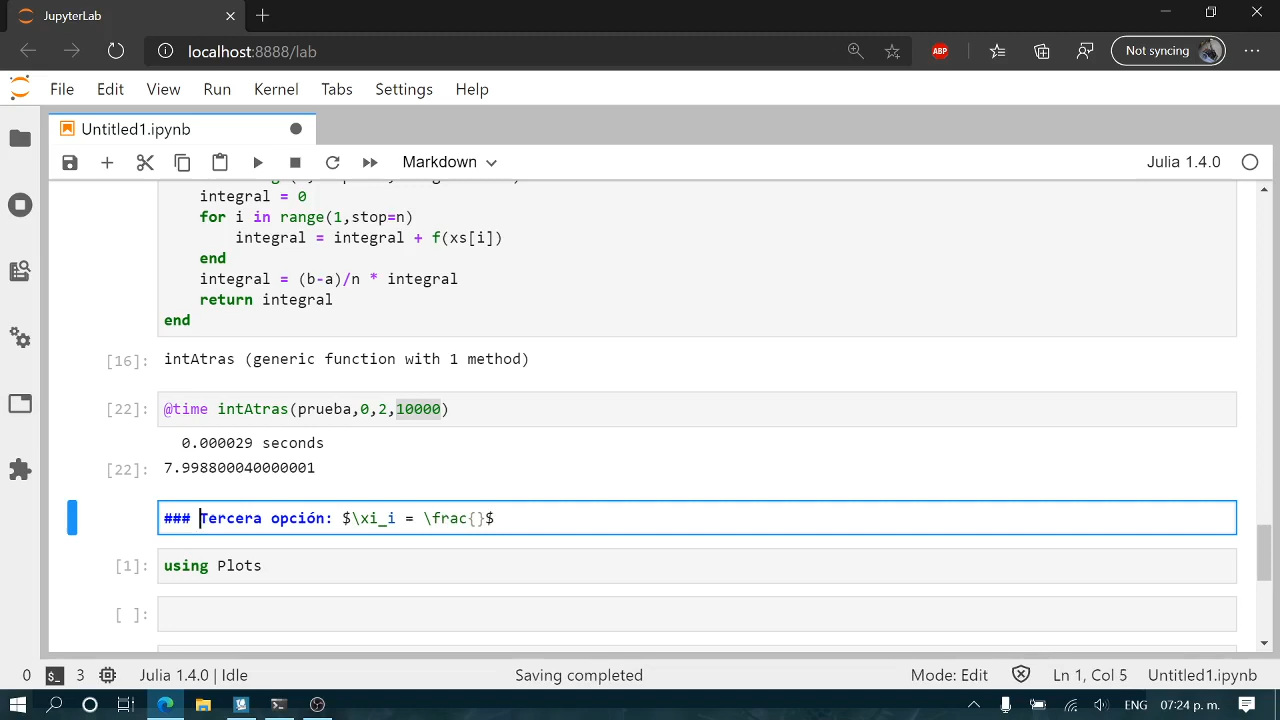 JupyterLab
localhost:8888/lab
ABP
Not syncing
File Edit View Run Kernel Tabs Settings Help
Untitled1.ipynb
Markdown
Julia 1.4.0
integral = 0
for i in range(1,stop=n)
integral = integral + f(xs[i])
end
integral = (b-a)/n * integral
return integral
end
[16]: intAtras (generic function with 1 method)
[22]: @time intAtras(prueba,0,2,10000)
0.000029 seconds
[22]: 7.998800040000001
### Tercera opción: $\xi_i = \frac{}$
[1]: using Plots
[ ]:
0 $_ 3 Julia 1.4.0 | Idle Saving completed Mode: Edit Ln 1, Col 5 Untitled1.ipynb
ENG 07:24 p. m.